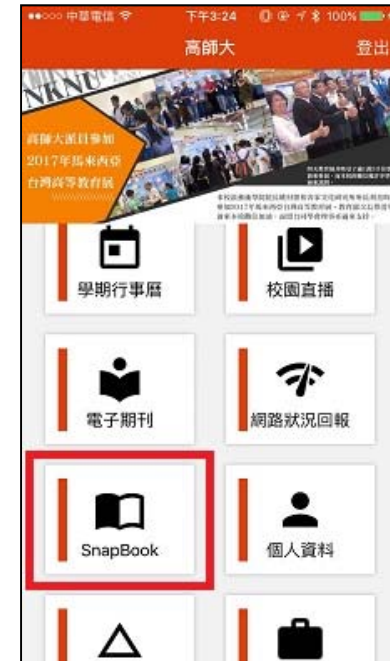 中華電信
下午3:24
100%
高師大
登出
NKNU
高師大派員參加
2017年馬來西亞
台灣高等教育展
學期行事曆
校園直播
電子期刊
網路狀況回報
SnapBook
個人資料